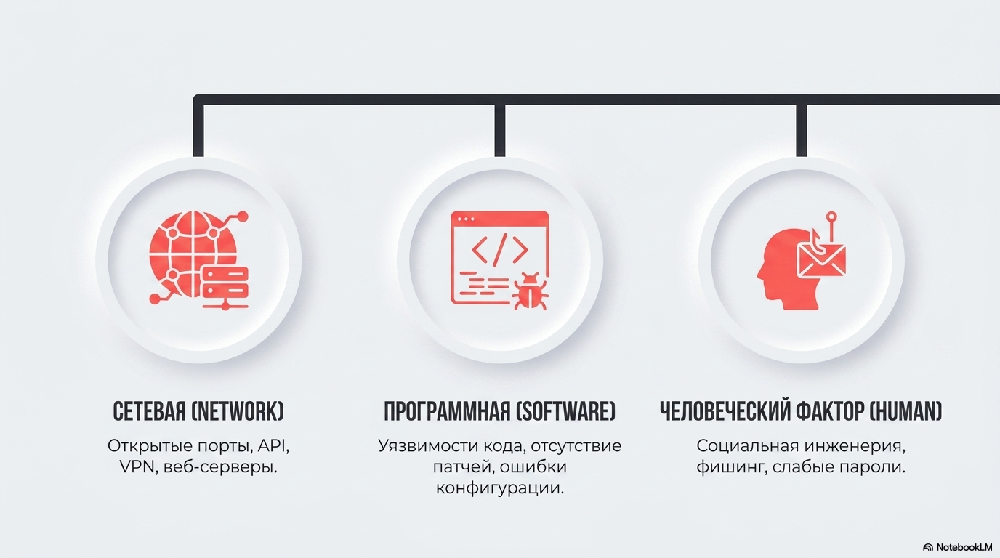 СЕТЕВАЯ (NETWORK)
Открытые порты, API,
VPN, веб-серверы.
ПРОГРАММНАЯ (SOFTWARE)
Уязвимости кода, отсутствие
патчей, ошибки
конфигурации.
ЧЕЛОВЕЧЕСКИЙ ФАКТОР (HUMAN)
Социальная инженерия,
фишинг, слабые пароли.
NotebookLM